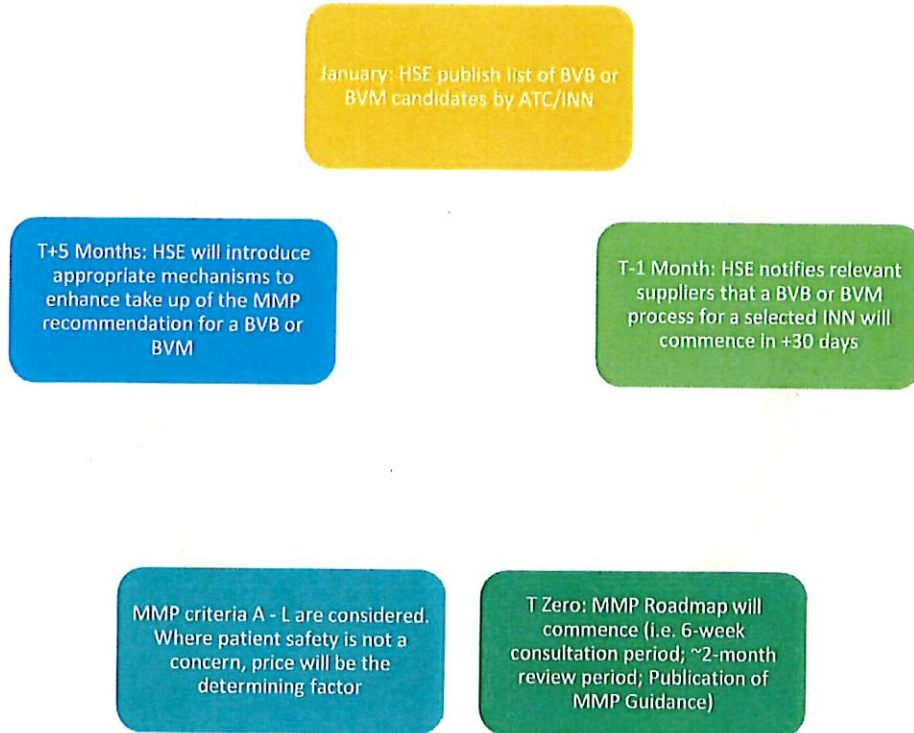 January: HSE publish list of BVB or
BVM candidates by ATC/INN
T-1 Month: HSE notifies relevant
suppliers that a BVB or BVM
process for a selected INN will
commence in +30 days
T Zero: MMP Roadmap will
commence (i.e. 6-week
consultation period; ~2-month
review period; Publication of
MMP Guidance)
MMP criteria A - L are considered.
Where patient safety is not a
concern, price will be the
determining factor
T+5 Months: HSE will introduce
appropriate mechanisms to
enhance take up of the MMP
recommendation for a BVB or
BVM